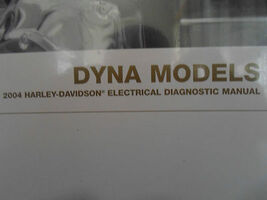 DYNA MODELS
2004 HARLEY-DAVIDSON® ELECTRICAL DIAGNOSTIC MANUAL